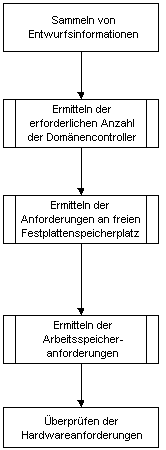 Sammeln von
Entwurfsinformationen
Ermitteln der
erforderlichen Anzahl
der Domänencontroller
Ermitteln der
Anforderungen an freien
Festplattenspeicherplatz
Ermitteln der
Arbeitsspeicher-
anforderungen
Überprüfen der
Hardwareanforderungen